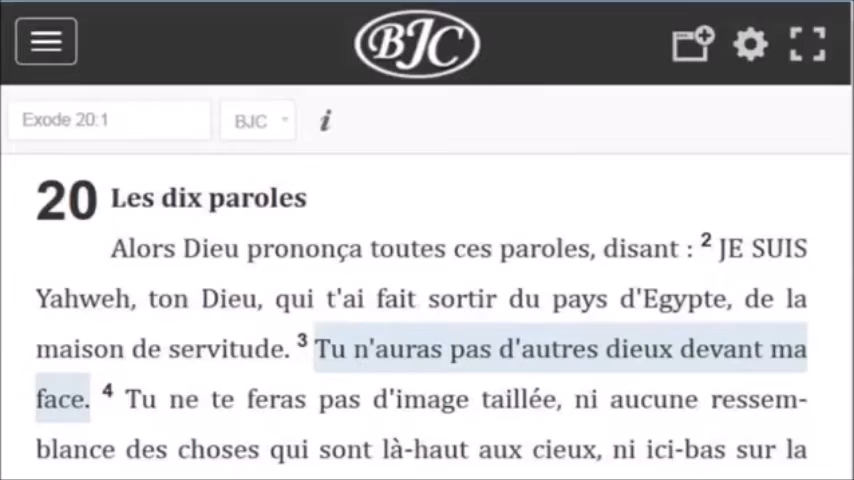 BJC
Exode 20:1
BJC
i
20 Les dix paroles
Alors Dieu prononça toutes ces paroles, disant : 2 JE SUIS
Yahweh, ton Dieu, qui t'ai fait sortir du pays d'Egypte, de la
maison de servitude. 3 Tu n'auras pas d'autres dieux devant ma
face. 4 Tu ne te feras pas d'image taillée, ni aucune ressem-
blance des choses qui sont là-haut aux cieux, ni ici-bas sur la